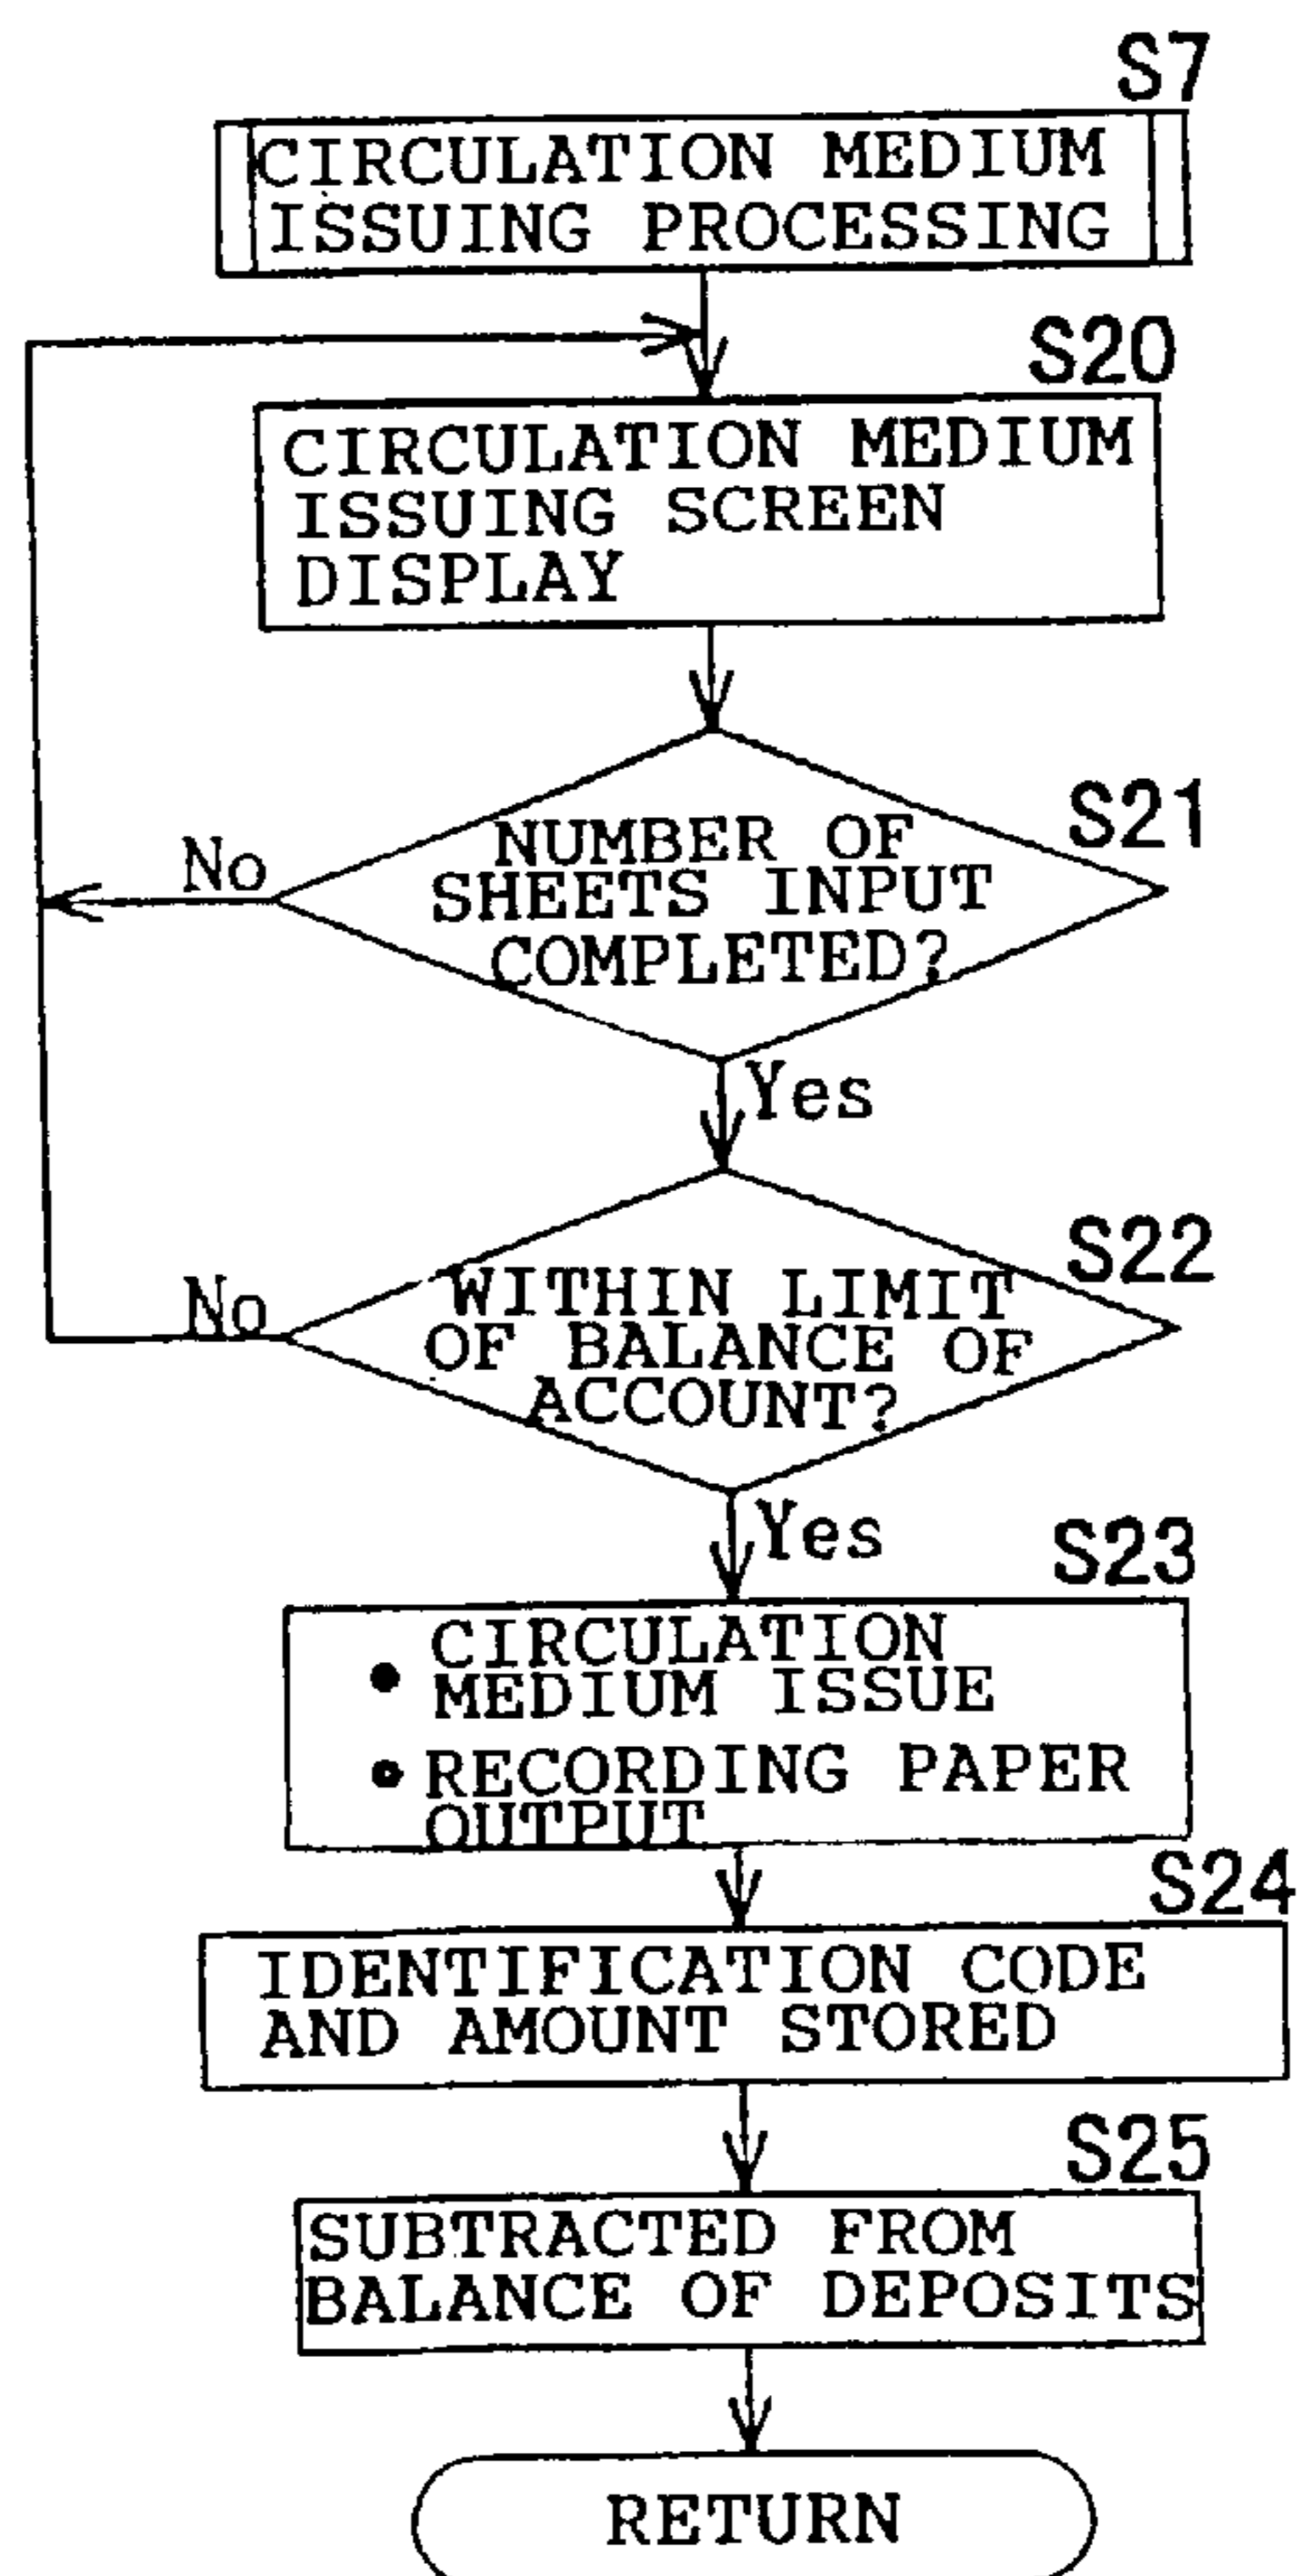 S7
CIRCULATION MEDIUM
ISSUING PROCESSING
S20
CIRCULATION MEDIUM
ISSUING SCREEN
DISPLAY
S21
No
NUMBER OF
SHEETS INPUT
COMPLETED?
Yes
S22
No
WITHIN LIMIT
OF BALANCE OF
ACCOUNT?
Yes
S23
● CIRCULATION
MEDIUM ISSUE
● RECORDING PAPER
OUTPUT
S24
IDENTIFICATION CODE
AND AMOUNT STORED
S25
SUBTRACTED FROM
BALANCE OF DEPOSITS
RETURN